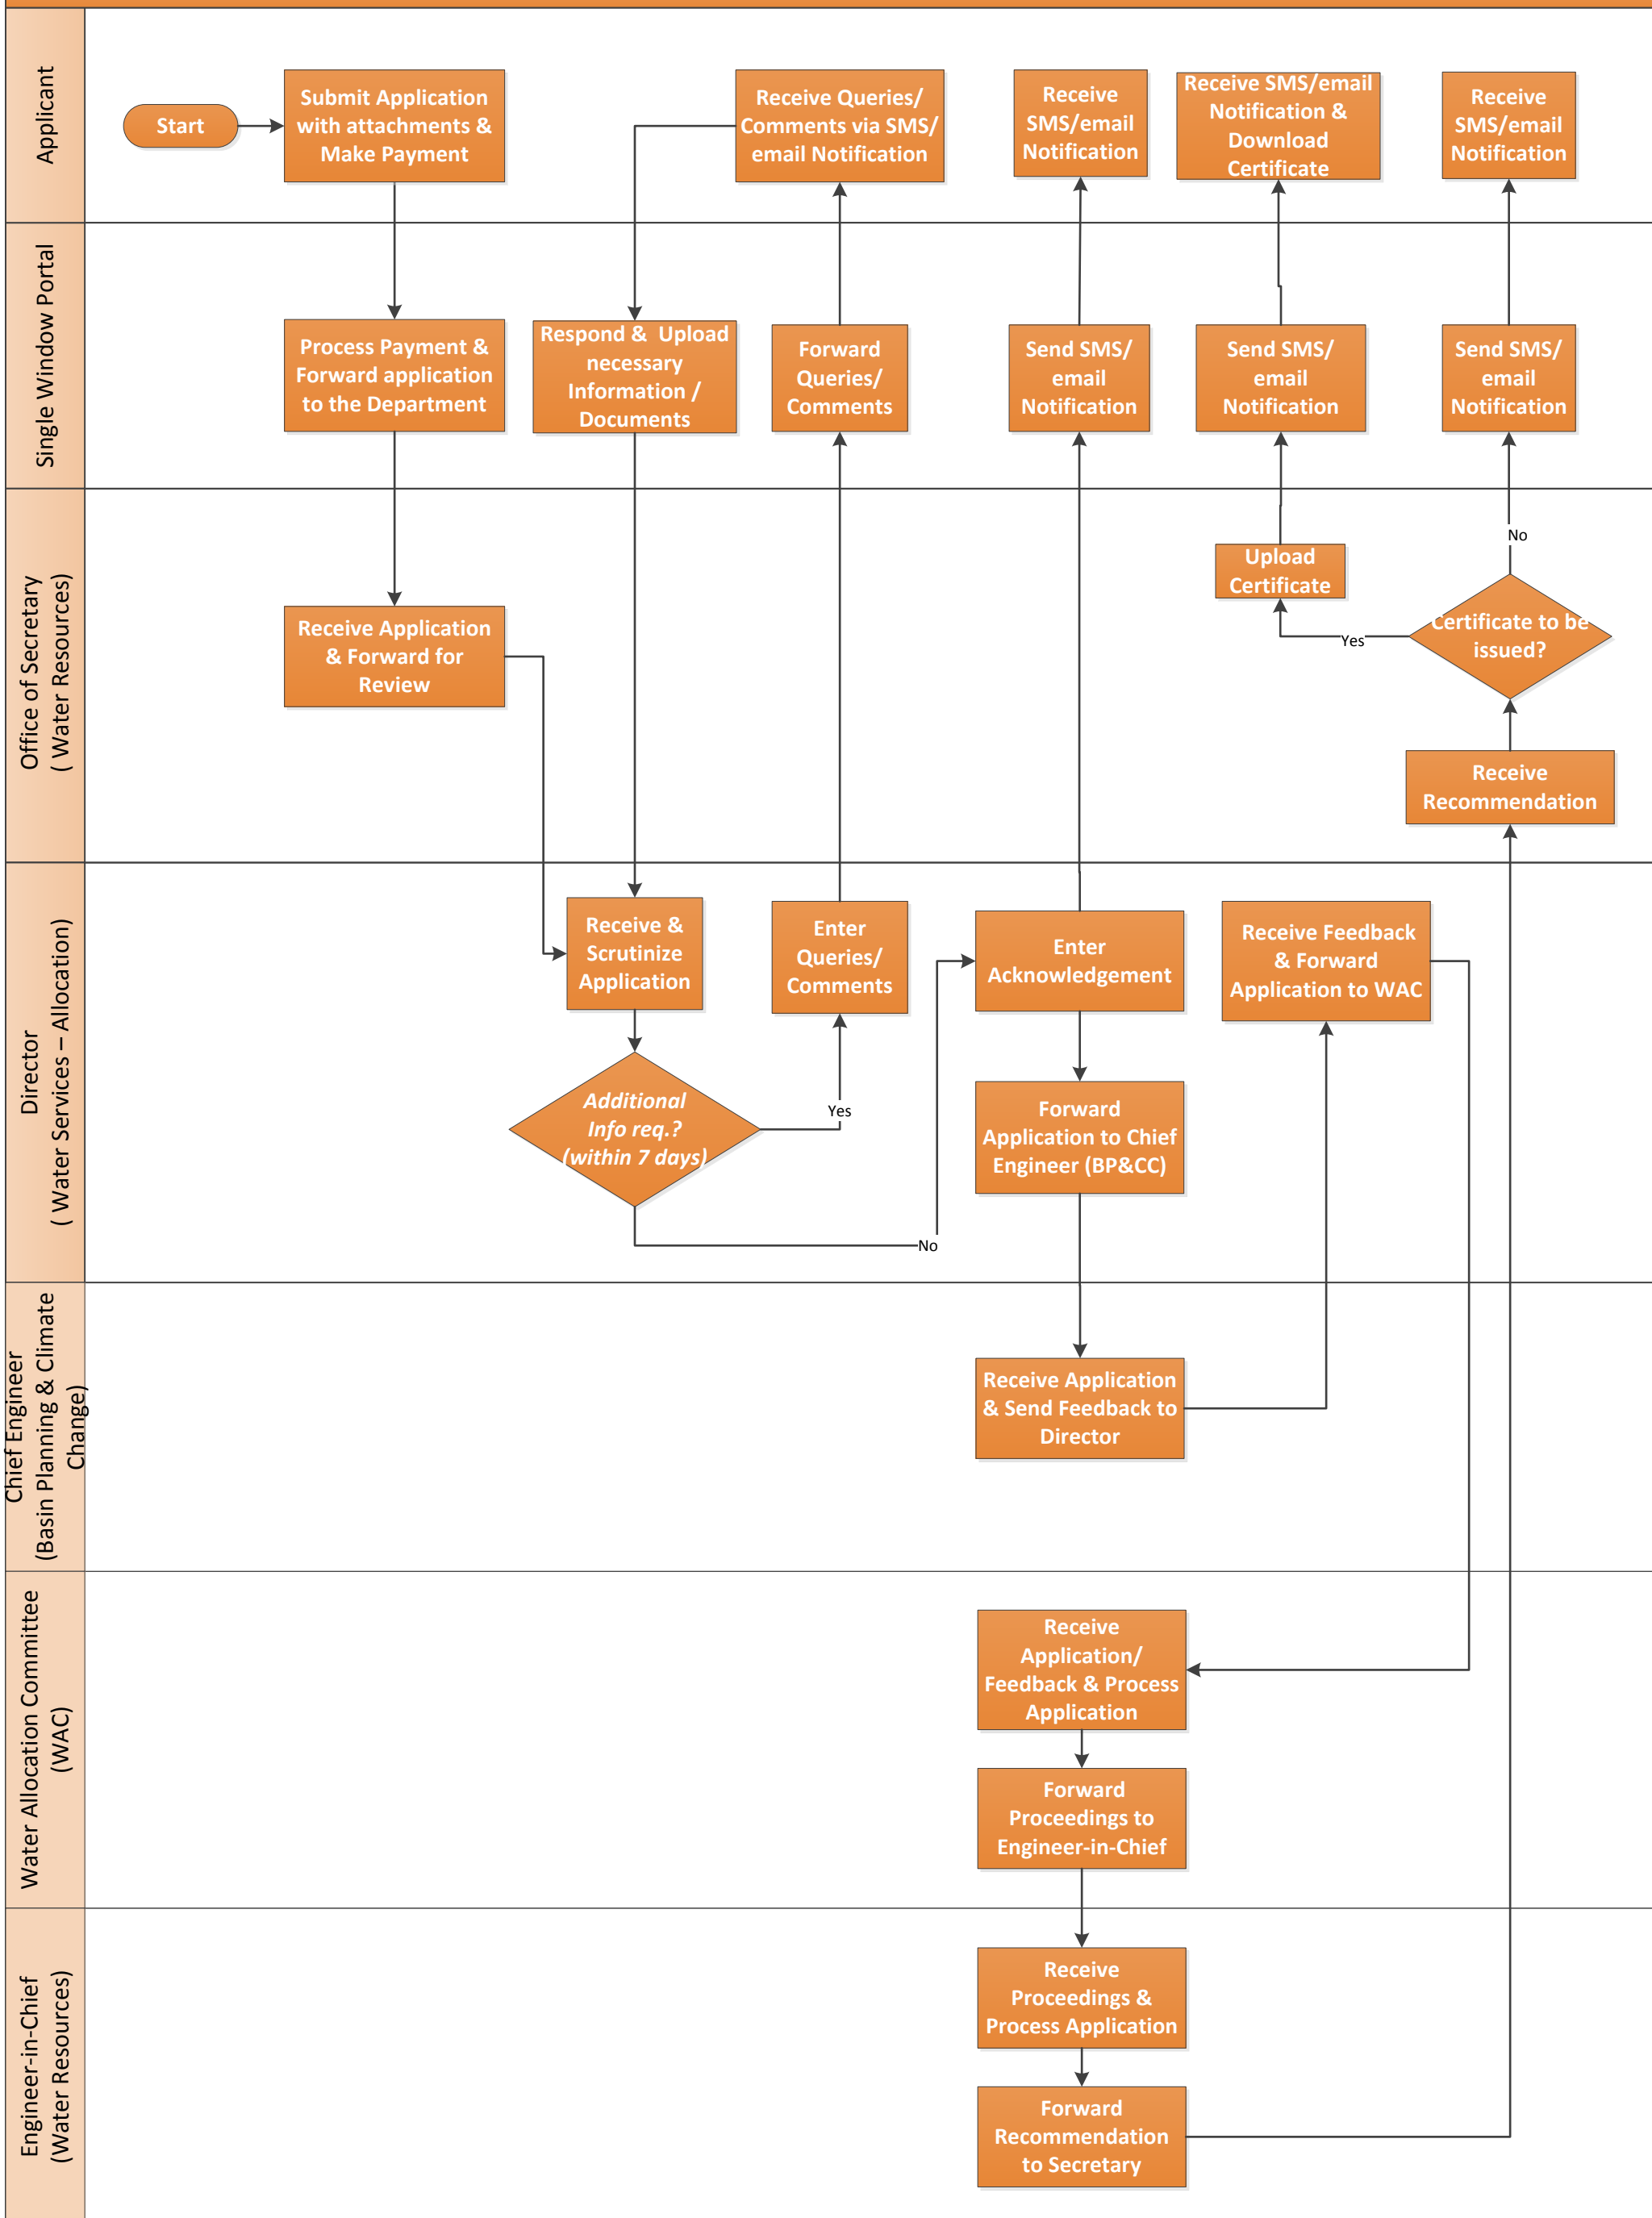 Applicant
Start
Submit Application
with attachments &
Make Payment
Receive Queries/
Comments via SMS/
email Notification
Receive
SMS/email
Notification
Receive SMS/email
Notification &
Download
Certificate
Receive
SMS/email
Notification
Single Window Portal
Process Payment &
Forward application
to the Department
Respond & Upload
necessary
Information /
Documents
Forward
Queries/
Comments
Send SMS/
email
Notification
Send SMS/
email
Notification
Send SMS/
email
Notification
Office of Secretary
( Water Resources)
Receive Application
& Forward for
Review
Upload
Certificate
No
Yes
Certificate to be
issued?
Receive
Recommendation
Director
( Water Services – Allocation)
Receive &
Scrutinize
Application
Enter
Queries/
Comments
Enter
Acknowledgement
Receive Feedback
& Forward
Application to WAC
Additional
Info req.?
(within 7 days)
Yes
No
Forward
Application to Chief
Engineer (BP&CC)
Chief Engineer
(Basin Planning & Climate
Change)
Receive Application
& Send Feedback to
Director
Water Allocation Committee
(WAC)
Receive
Application/
Feedback & Process
Application
Forward
Proceedings to
Engineer-in-Chief
Engineer-in-Chief
(Water Resources)
Receive
Proceedings &
Process Application
Forward
Recommendation
to Secretary